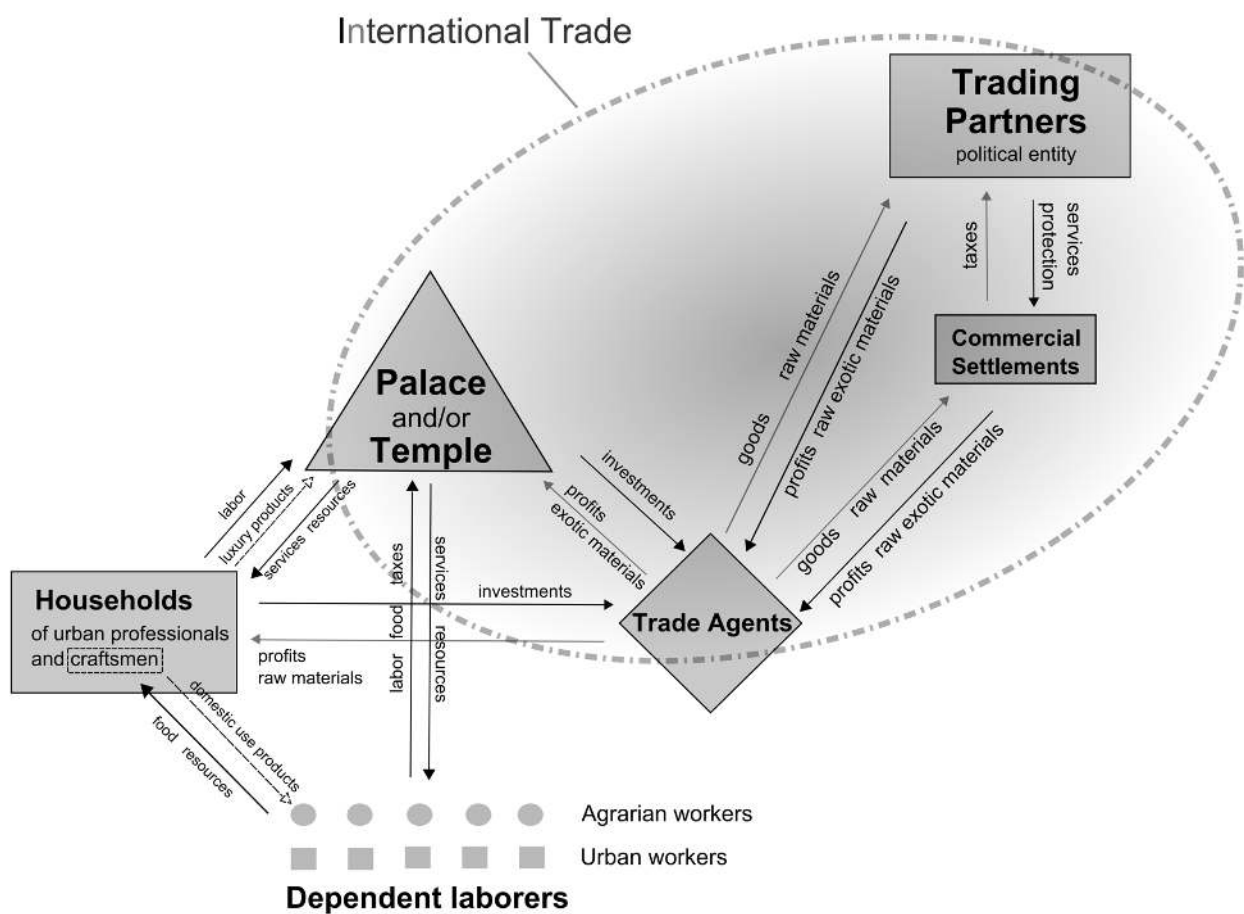 International Trade
Trading
Partners
political entity
taxes
services
protection
Commercial
Settlements
goods raw materials
profits raw exotic materials
goods raw materials
profits raw exotic materials
Palace
and/or
Temple
investments
profits
exotic materials
labor
luxury products
services resources
Households
of urban professionals
and craftsmen
investments
profits
raw materials
Trade Agents
labor food taxes
services resources
domestic use products
food resources
Agrarian workers
Urban workers
Dependent laborers